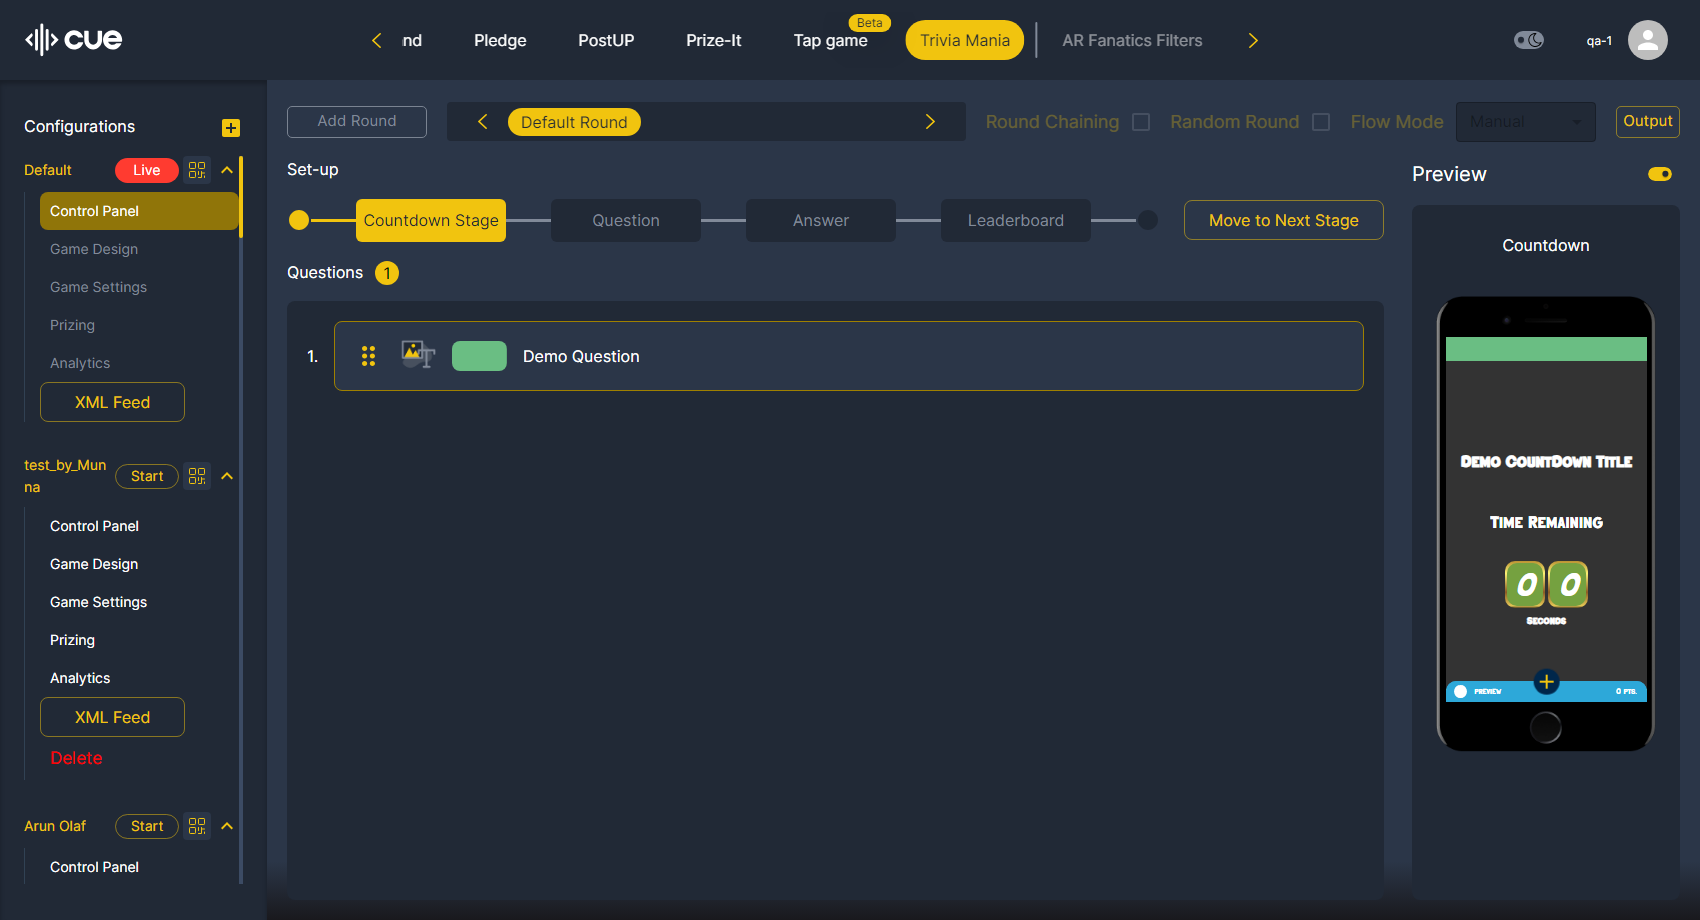 cue
nd
Pledge
PostUP
Prize-It
Tap game
Beta
Trivia Mania
AR Fanatics Filters
qa-1
Configurations
Default
Live
Control Panel
Game Design
Game Settings
Prizing
Analytics
XML Feed
test_by_Mun
na
Start
Control Panel
Game Design
Game Settings
Prizing
Analytics
XML Feed
Delete
Arun Olaf
Start
Control Panel
Add Round
Default Round
Round Chaining
Random Round
Flow Mode
Manual
Output
Set-up
Countdown Stage
Question
Answer
Leaderboard
Move to Next Stage
Questions 1
1.
Demo Question
Preview
Countdown
Demo CountDown Title
Time Remaining
0 0
Seconds
PREVIEW
0 PTS.